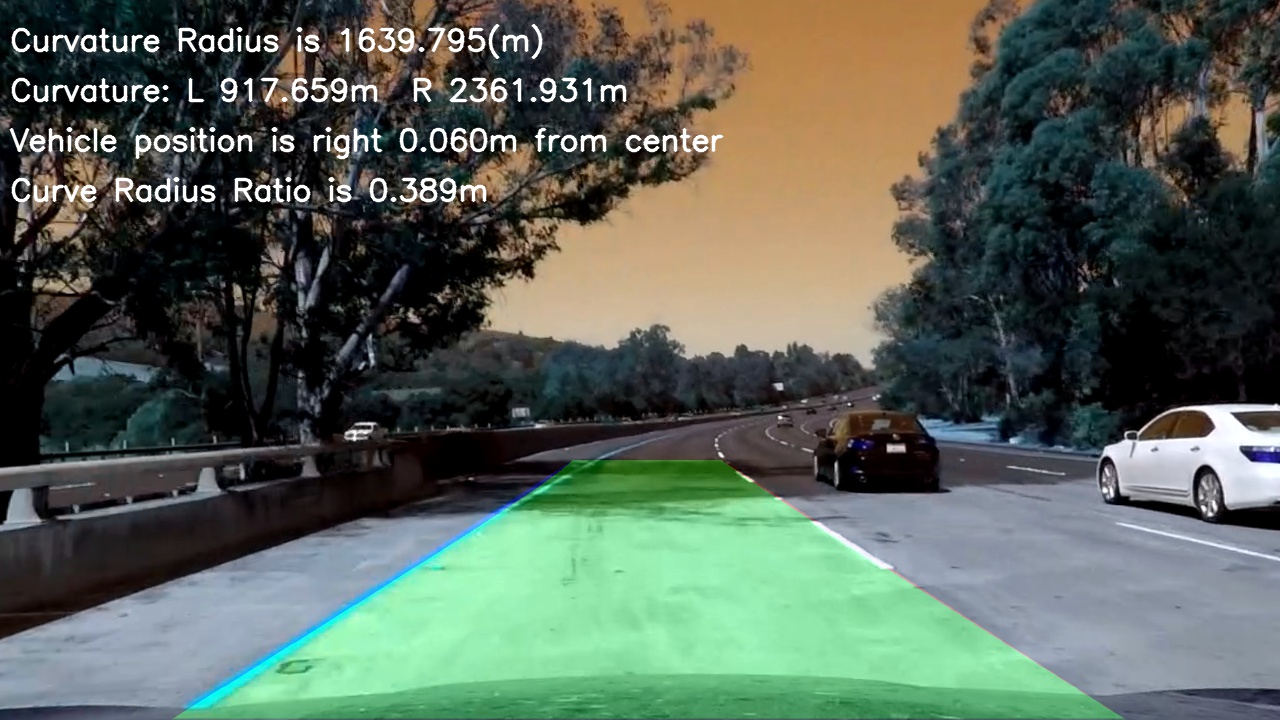 Curvature Radius is 1639.795(m)
Curvature: L 917.659m R 2361.931m
Vehicle position is right 0.060m from center
Curve Radius Ratio is 0.389m